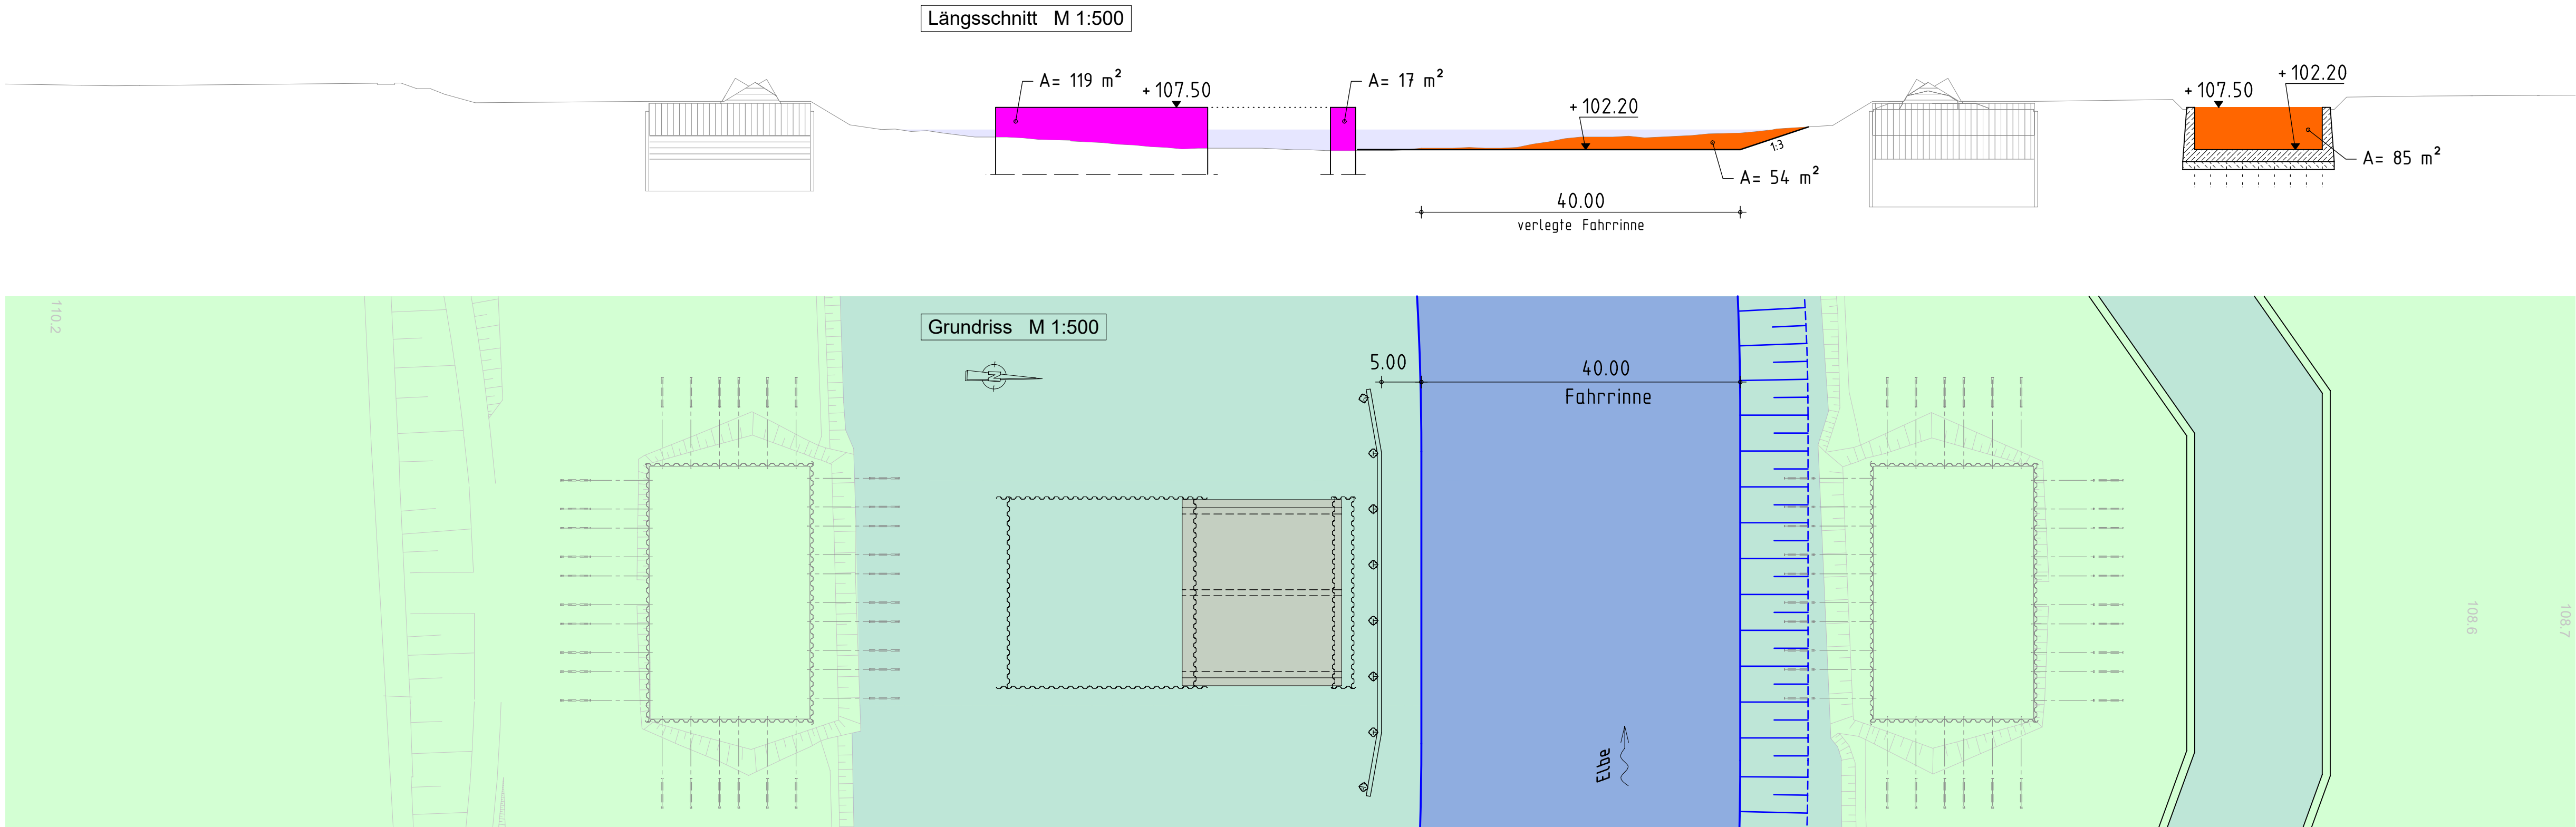 Längsschnitt M 1:500
A= 119 m²
+ 107.50
A= 17 m²
+ 102.20
1:3
A= 54 m²
40.00
verlegte Fahrrinne
+ 107.50
+ 102.20
A= 85 m²
110.2
Grundriss M 1:500
N
5.00
40.00
Fahrrinne
Elbe
108.6
108.7